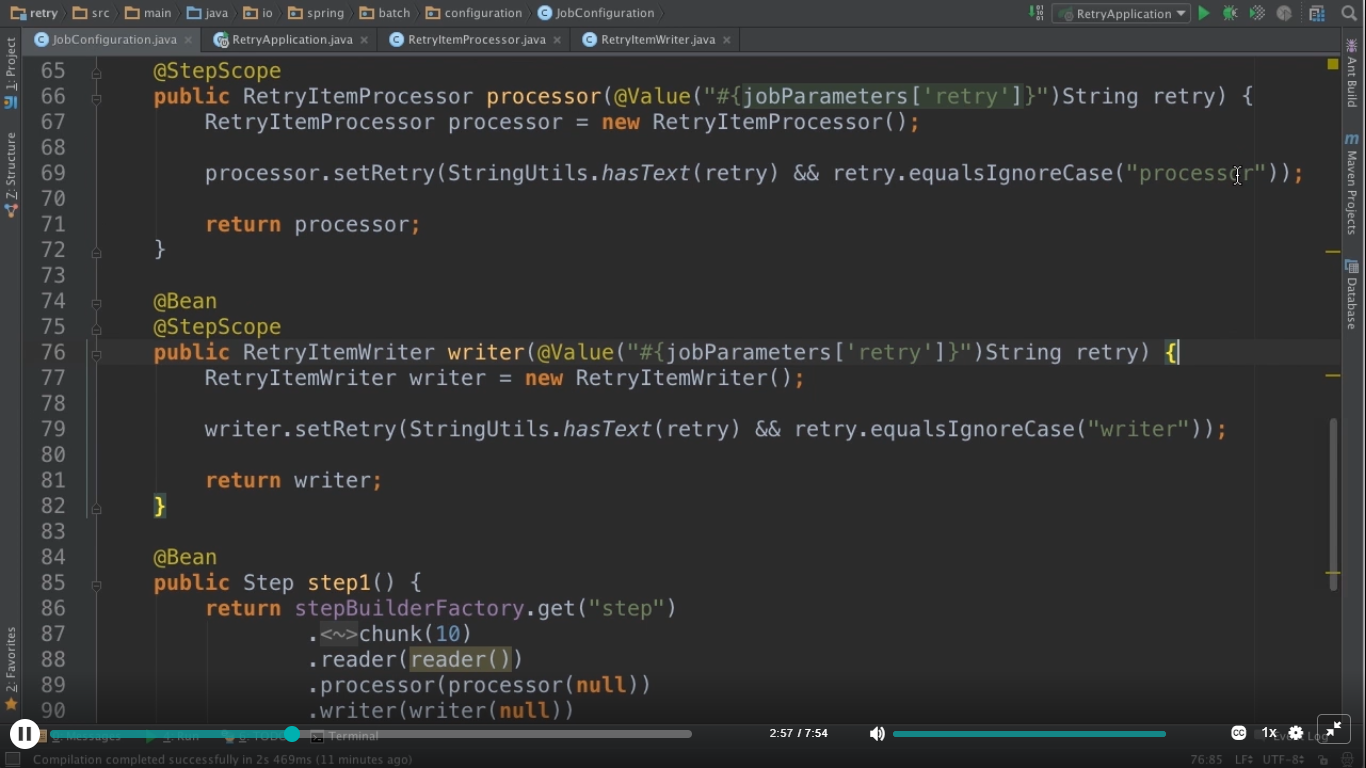 retry src main java io spring batch configuration JobConfiguration RetryApplication
JobConfiguration.java RetryApplication.java RetryItemProcessor.java RetryItemWriter.java
1: Project
Z: Structure
2: Favorites
65 @StepScope
66 public RetryItemProcessor processor(@Value("#{jobParameters['retry']}")String retry) {
67 RetryItemProcessor processor = new RetryItemProcessor();
68
69 processor.setRetry(StringUtils.hasText(retry) && retry.equalsIgnoreCase("processor"));
70
71 return processor;
72 }
73
74 @Bean
75 @StepScope
76 public RetryItemWriter writer(@Value("#{jobParameters['retry']}")String retry) {
77 RetryItemWriter writer = new RetryItemWriter();
78
79 writer.setRetry(StringUtils.hasText(retry) && retry.equalsIgnoreCase("writer"));
80
81 return writer;
82 }
83
84 @Bean
85 public Step step1() {
86 return stepBuilderFactory.get("step")
87 .<~>chunk(10)
88 .reader(reader())
89 .processor(processor(null))
90 .writer(writer(null))
Ant Build
Maven Projects
Database
Terminal
2:57 / 7:54 CC 1x
Compilation completed successfully in 2s 469ms (11 minutes ago) 76:85 LF UTF-8